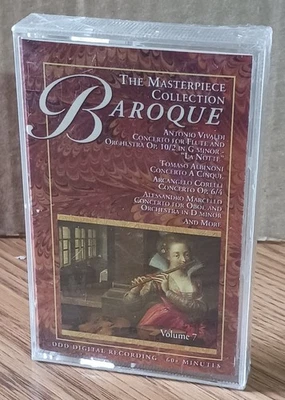 THE MASTERPIECE
COLLECTION
BAROQUE
ANTONIO VIVALDI
CONCERTO FOR FLUTE AND
ORCHESTRA OP. 10/2 IN G MINOR -
"LA NOTTE"
TOMASO ALBINONI
CONCERTO A CINQUE
ARCANGELO CORELLI
CONCERTO OP. 6/4
ALESSANDRO MARCELLO
CONCERTO FOR OBOE AND
ORCHESTRA IN D MINOR
AND MORE
Volume 7
DDD DIGITAL RECORDING 60+ MINUTES